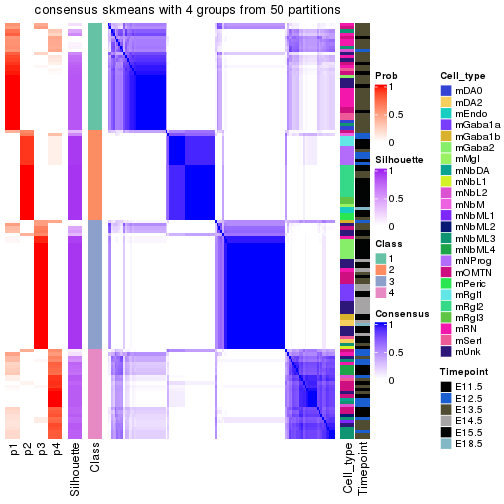 consensus skmeans with 4 groups from 50 partitions
p1
p2
p3
p4
Silhouette
Class
Cell_type
Timepoint
Prob
1
0.5
0
Silhouette
1
0.5
0
Class
1
2
3
4
Consensus
1
0.5
0
Cell_type
mDA0
mDA2
mEndo
mGaba1a
mGaba1b
mGaba2
mMgl
mNbDA
mNbL1
mNbL2
mNbM
mNbML1
mNbML2
mNbML3
mNbML4
mNProg
mOMTN
mPeric
mRgl1
mRgl2
mRgl3
mRN
mSert
mUnk
Timepoint
E11.5
E12.5
E13.5
E14.5
E15.5
E18.5